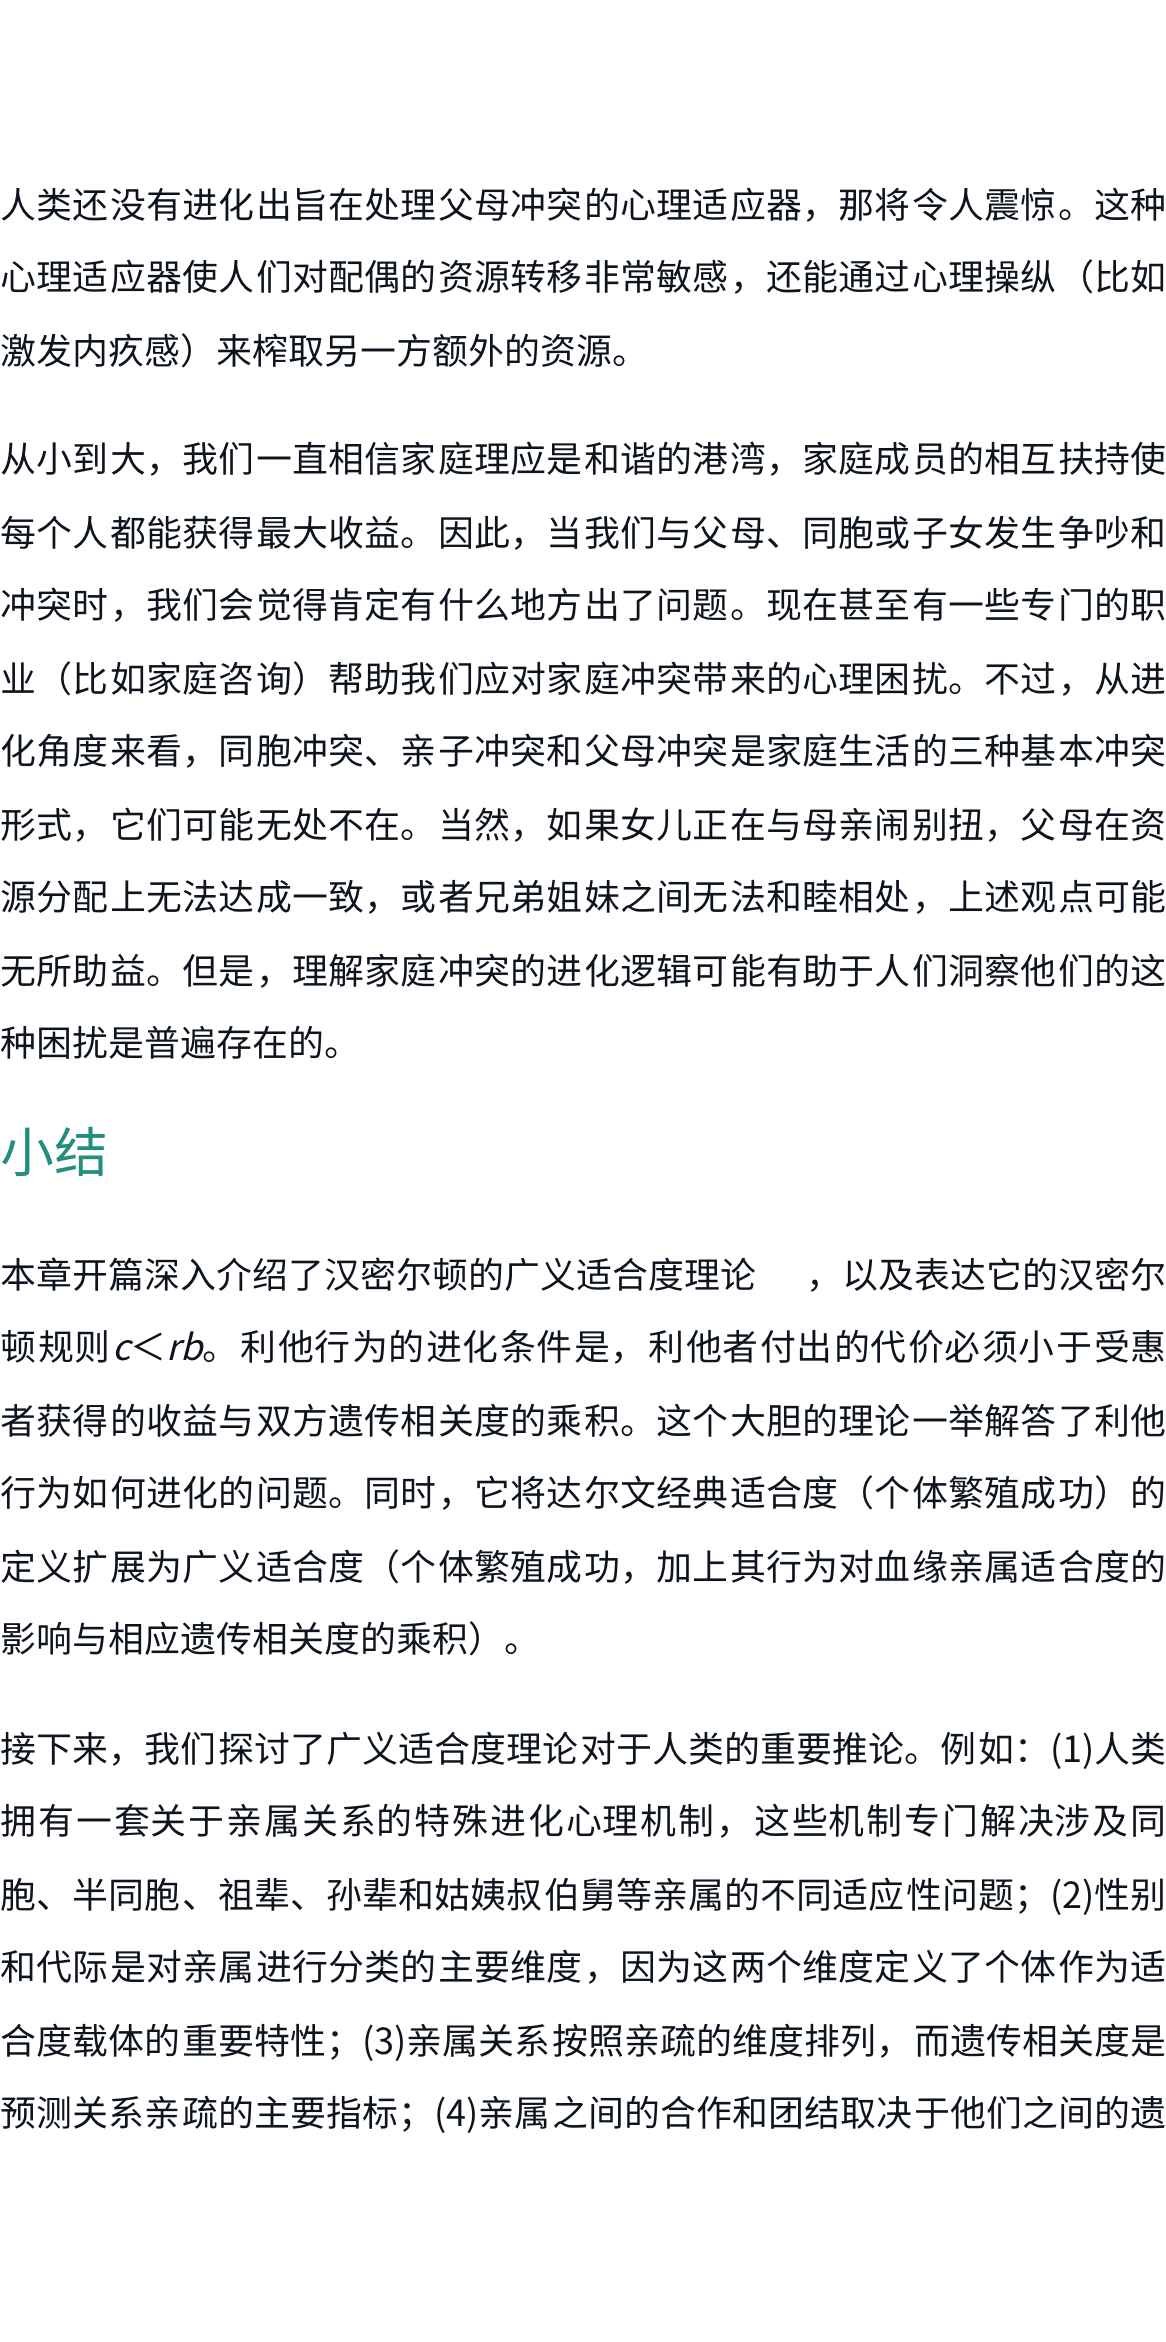 人类还没有进化出旨在处理父母冲突的心理适应器，那将令人震惊。这种
心理适应器使人们对配偶的资源转移非常敏感，还能通过心理操纵（比如
激发内疚感）来榨取另一方额外的资源。
从小到大，我们一直相信家庭理应是和谐的港湾，家庭成员的相互扶持使
每个人都能获得最大收益。因此，当我们与父母、同胞或子女发生争吵和
冲突时，我们会觉得肯定有什么地方出了问题。现在甚至有一些专门的职
业（比如家庭咨询）帮助我们应对家庭冲突带来的心理困扰。不过，从进
化角度来看，同胞冲突、亲子冲突和父母冲突是家庭生活的三种基本冲突
形式，它们可能无处不在。当然，如果女儿正在与母亲闹别扭，父母在资
源分配上无法达成一致，或者兄弟姐妹之间无法和睦相处，上述观点可能
无所助益。但是，理解家庭冲突的进化逻辑可能有助于人们洞察他们的这
种困扰是普遍存在的。
小结
本章开篇深入介绍了汉密尔顿的广义适合度理论　，以及表达它的汉密尔
顿规则c＜rb。利他行为的进化条件是，利他者付出的代价必须小于受惠
者获得的收益与双方遗传相关度的乘积。这个大胆的理论一举解答了利他
行为如何进化的问题。同时，它将达尔文经典适合度（个体繁殖成功）的
定义扩展为广义适合度（个体繁殖成功，加上其行为对血缘亲属适合度的
影响与相应遗传相关度的乘积）。
接下来，我们探讨了广义适合度理论对于人类的重要推论。例如：(1)人类
拥有一套关于亲属关系的特殊进化心理机制，这些机制专门解决涉及同
胞、半同胞、祖辈、孙辈和姑姨叔伯舅等亲属的不同适应性问题；(2)性别
和代际是对亲属进行分类的主要维度，因为这两个维度定义了个体作为适
合度载体的重要特性；(3)亲属关系按照亲疏的维度排列，而遗传相关度是
预测关系亲疏的主要指标；(4)亲属之间的合作和团结取决于他们之间的遗